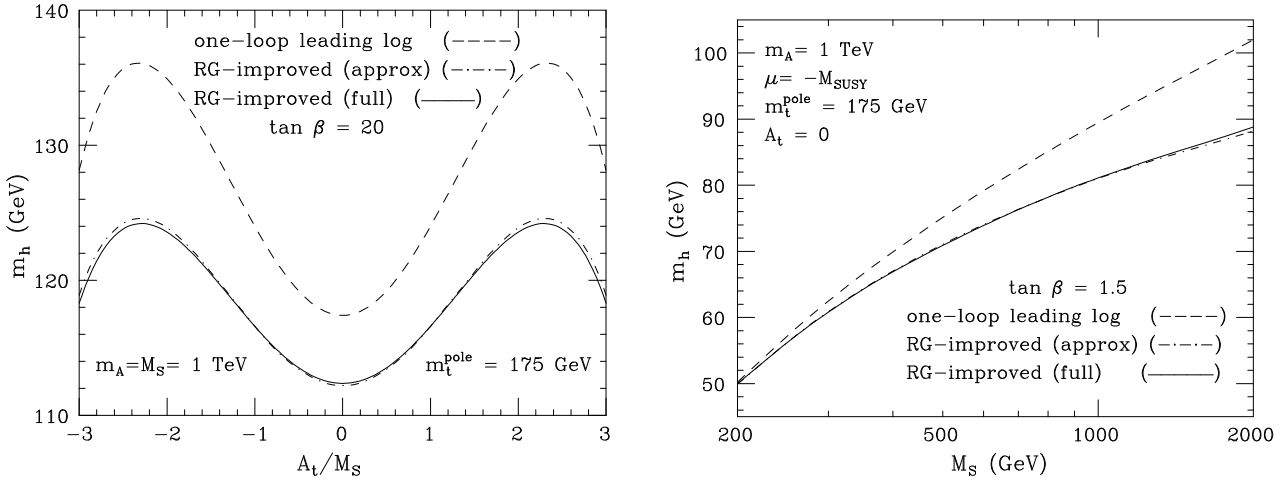 140
130
120
110
m_h (GeV)
one-loop leading log (−−−−)
RG-improved (approx) (−·−·−)
RG-improved (full) (———)
tan β = 20
m_A=M_S= 1 TeV
m_t^pole = 175 GeV
−3 −2 −1 0 1 2 3
A_t/M_S
100
90
80
70
60
50
m_h (GeV)
m_A= 1 TeV
μ= −M_SUSY
m_t^pole = 175 GeV
A_t = 0
tan β = 1.5
one-loop leading log (−−−−)
RG-improved (approx) (−·−·−)
RG-improved (full) (———)
200 500 1000 2000
M_S (GeV)